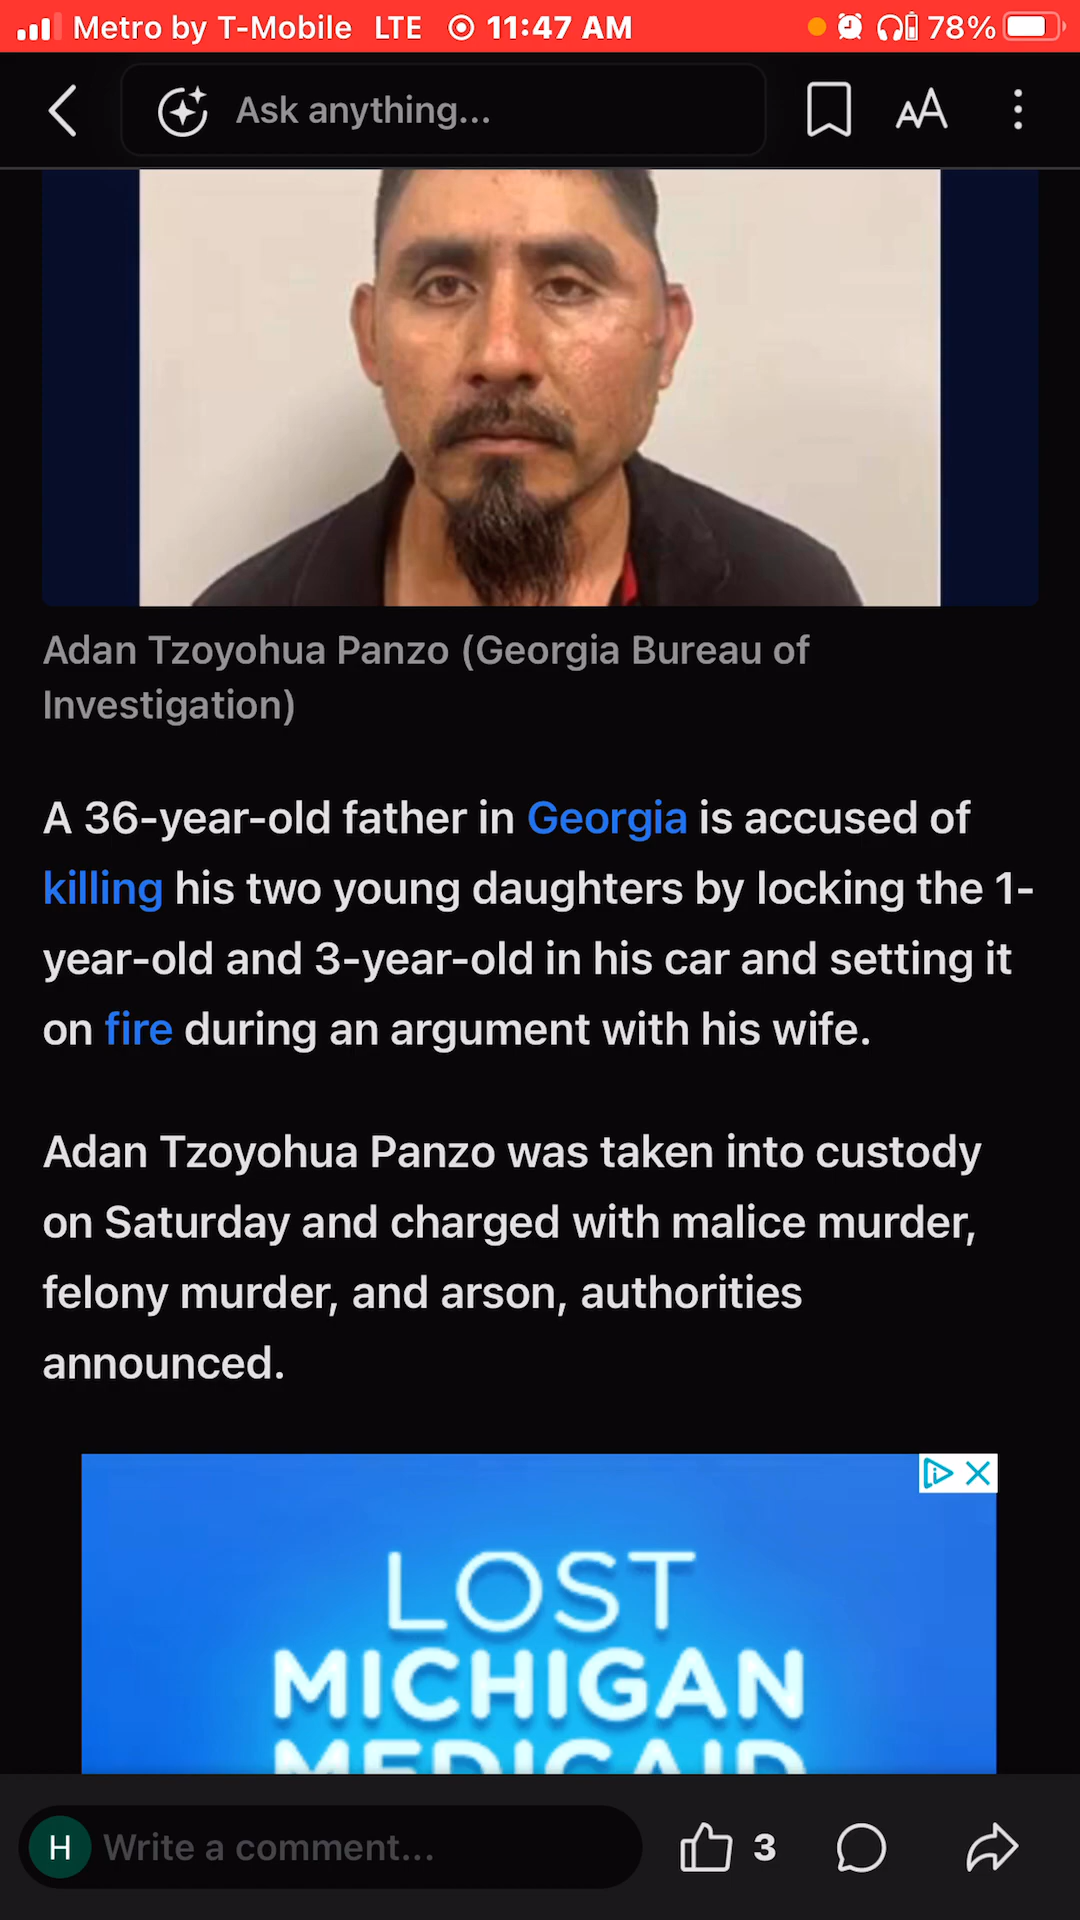 Metro by T-Mobile LTE 11:47 AM 78%
Ask anything... AA
Adan Tzoyohua Panzo (Georgia Bureau of
Investigation)
A 36-year-old father in Georgia is accused of
killing his two young daughters by locking the 1-
year-old and 3-year-old in his car and setting it
on fire during an argument with his wife.
Adan Tzoyohua Panzo was taken into custody
on Saturday and charged with malice murder,
felony murder, and arson, authorities
announced.
LOST
MICHIGAN
MEDICAID
H Write a comment... 3